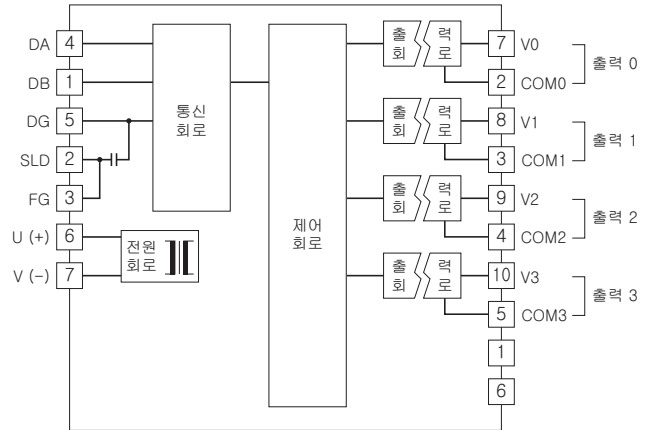 DA 4
DB 1
DG 5
SLD 2
FG 3
U (+) 6
V (−) 7
통신
회로
전원
회로
제어
회로
출 력
회 로
7 V0
2 COM0
출력 0
출 력
회 로
8 V1
3 COM1
출력 1
출 력
회 로
9 V2
4 COM2
출력 2
출 력
회 로
10 V3
5 COM3
출력 3
1
6